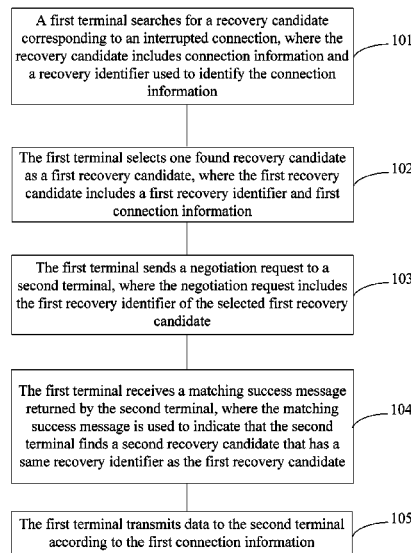 A first terminal searches for a recovery candidate
corresponding to an interrupted connection, where the
recovery candidate includes connection information and
a recovery identifier used to identify the connection
information
101
The first terminal selects one found recovery candidate
as a first recovery candidate, where the first recovery
candidate includes a first recovery identifier and first
connection information
102
The first terminal sends a negotiation request to a
second terminal, where the negotiation request includes
the first recovery identifier of the selected first recovery
candidate
103
The first terminal receives a matching success message
returned by the second terminal, where the matching
success message is used to indicate that the second
terminal finds a second recovery candidate that has a
same recovery identifier as the first recovery candidate
104
The first terminal transmits data to the second terminal
according to the first connection information
105